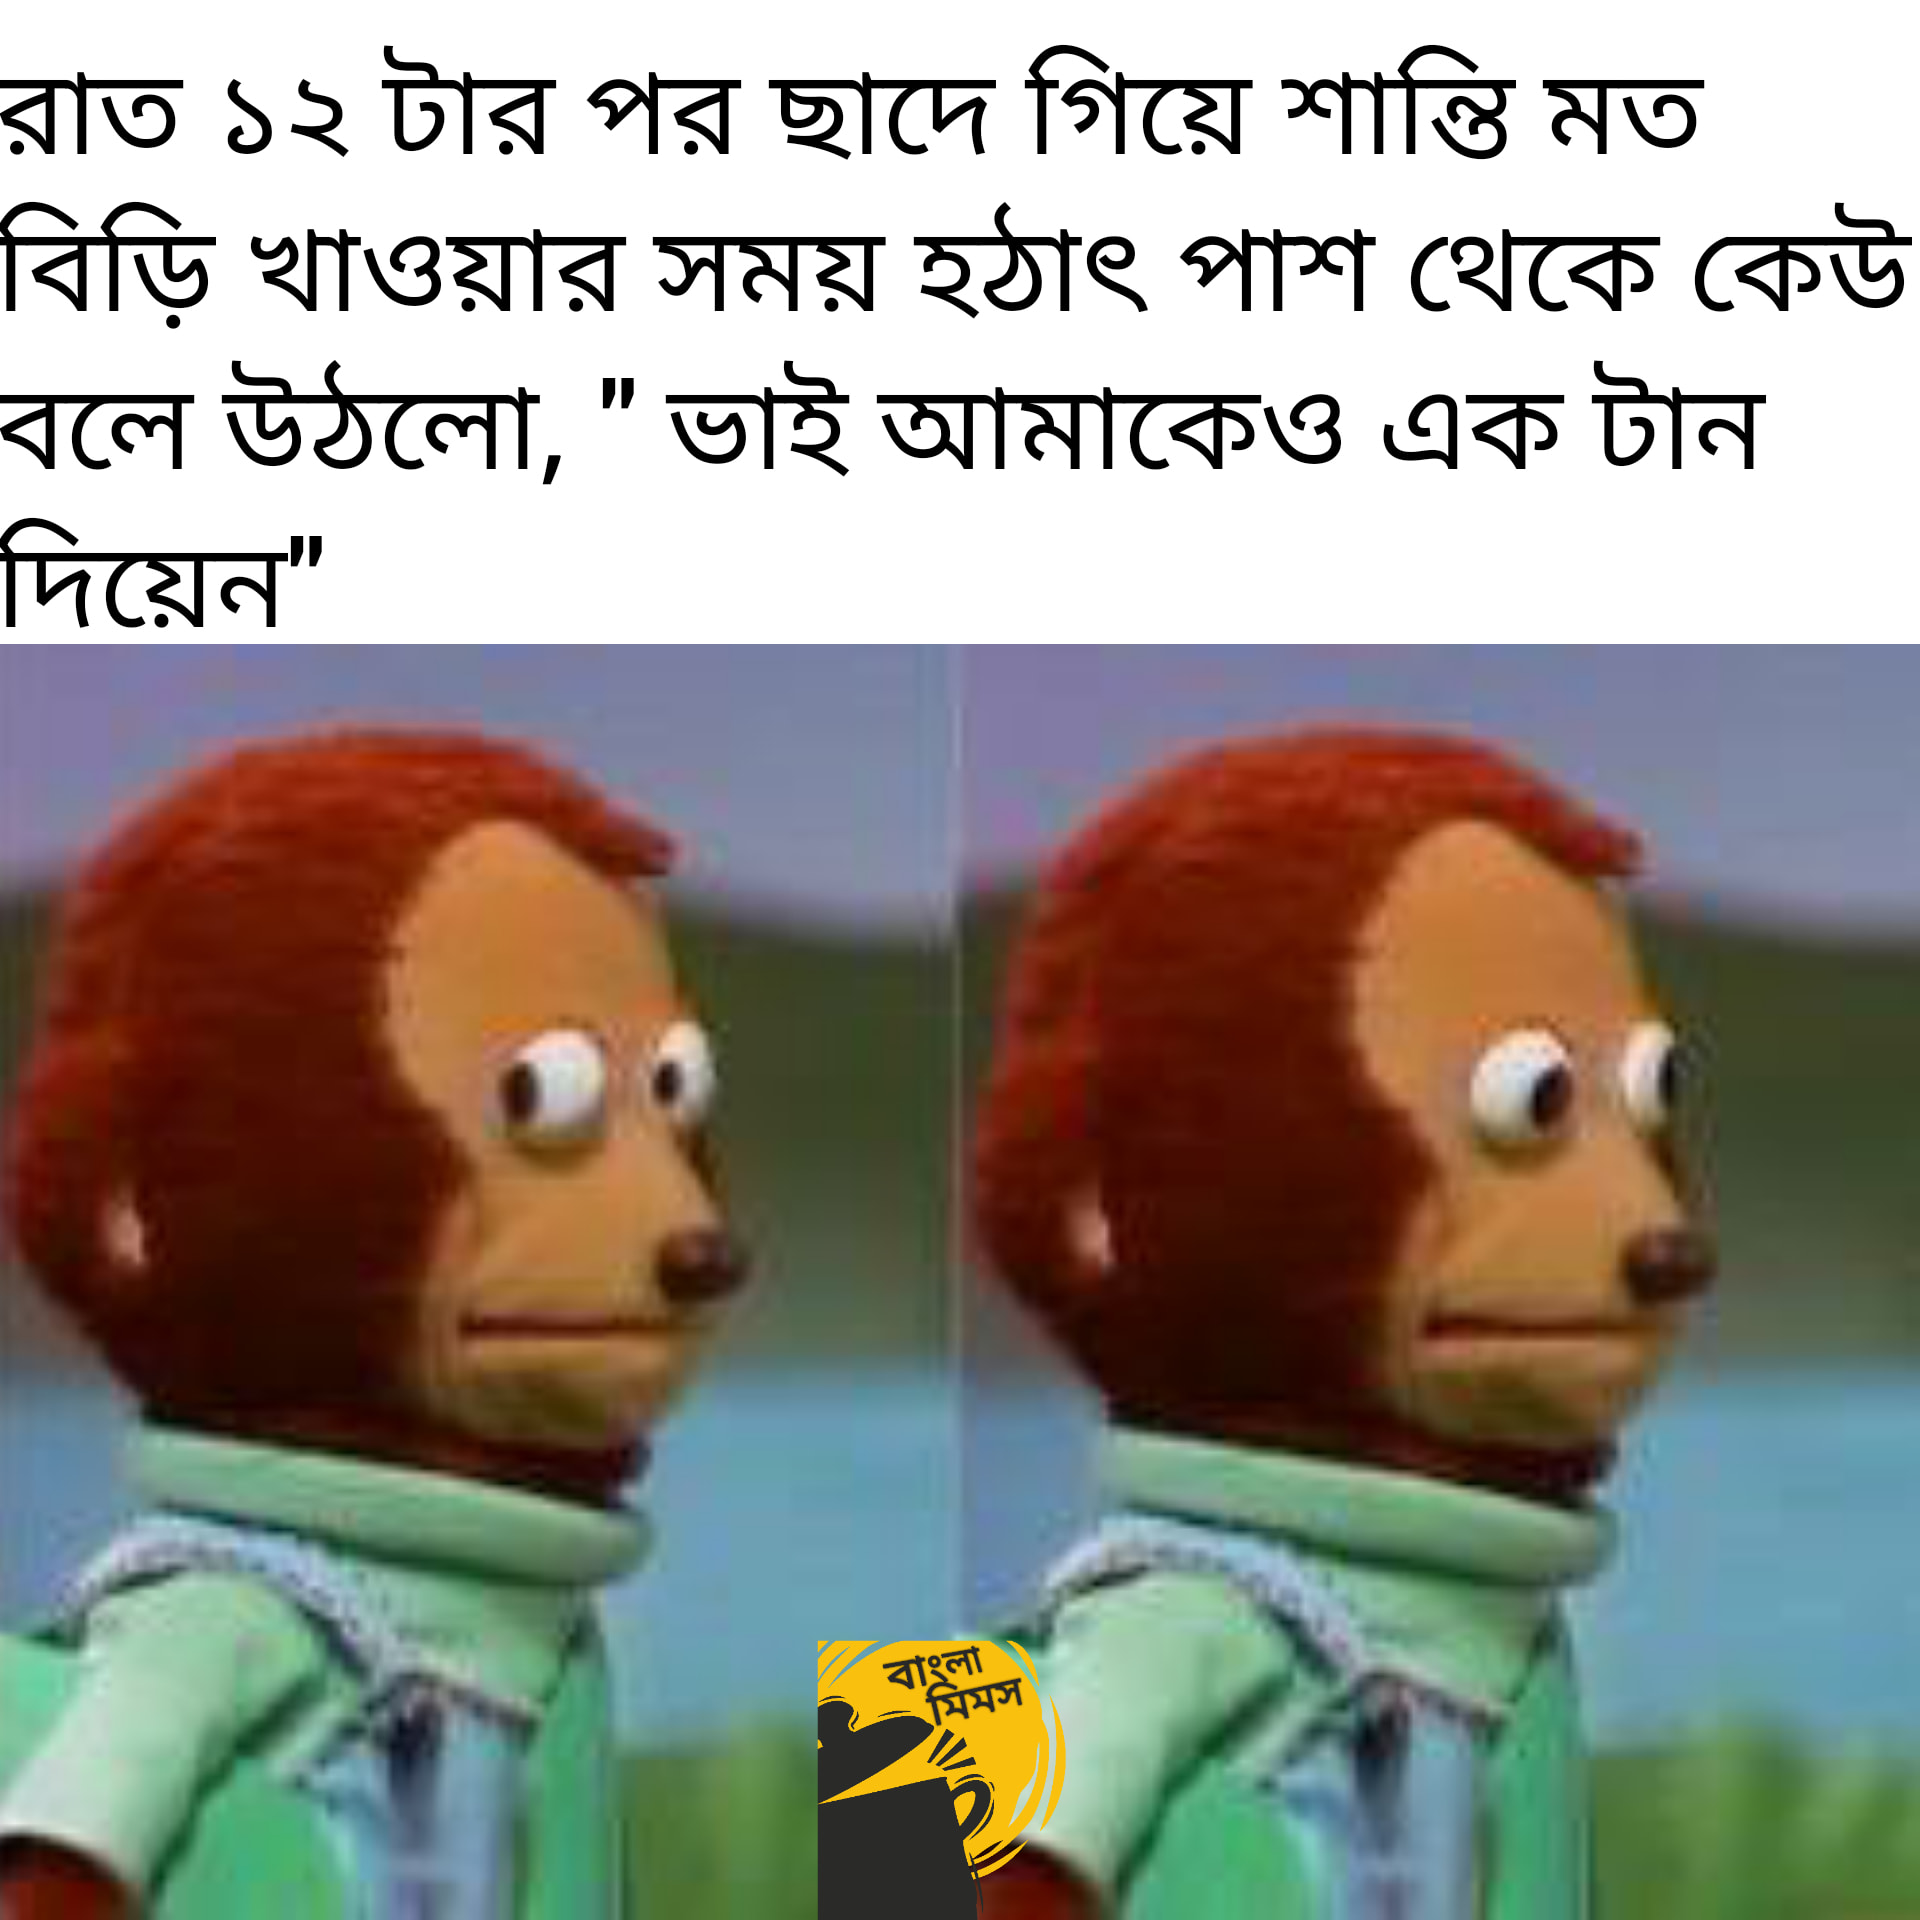 রাত ১২ টার পর ছাদে গিয়ে শান্তি মত
বিড়ি খাওয়ার সময় হঠাৎ পাশ থেকে কেউ
বলে উঠলো, " ভাই আমাকেও এক টান
দিয়েন"
বাংলা
মিমস